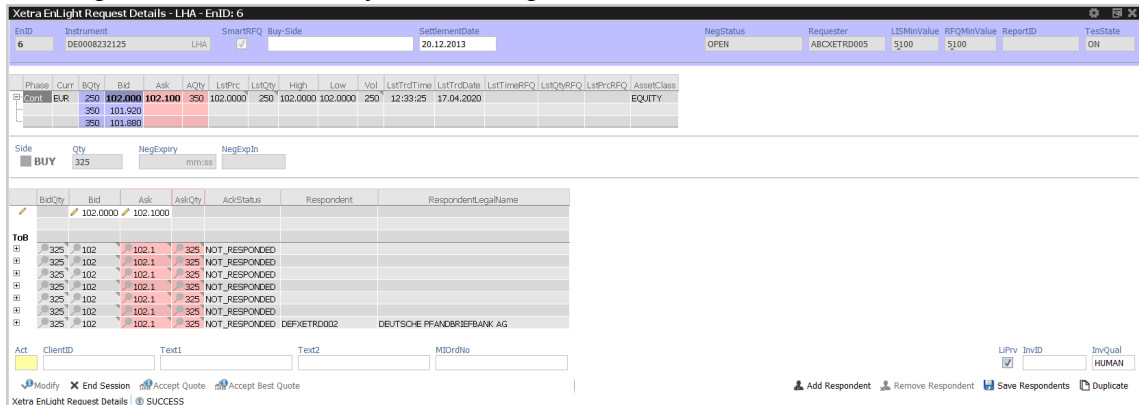 Xetra EnLight Request Details - LHA - EnID: 6
EnID Instrument SmartRFQ Buy-Side SettlementDate NegStatus Requester LISMinValue RFQMinValue ReportID TesState
6 DE0008232125 LHA 20.12.2013 OPEN ABCXETRD005 5100 5100 ON
Phase Curr BQty Bid Ask AQty LstPrc LstQty High Low Vol LstTrdTime LstTrdDate LstTimeRFQ LstQtyRFQ LstPrcRFQ AssetClass
Cont EUR 250 102.000 102.100 350 102.0000 250 102.0000 102.0000 250 12:33:25 17.04.2020 EQUITY
350 101.920
350 101.880
Side Qty NegExpiry NegExpIn
BUY 325 mm:ss
BidQty Bid Ask AskQty AckStatus Respondent RespondentLegalName
102.0000 102.1000
ToB
325 102 102.1 325 NOT_RESPONDED
325 102 102.1 325 NOT_RESPONDED
325 102 102.1 325 NOT_RESPONDED
325 102 102.1 325 NOT_RESPONDED
325 102 102.1 325 NOT_RESPONDED
325 102 102.1 325 NOT_RESPONDED
325 102 102.1 325 NOT_RESPONDED DEFXETRD002 DEUTSCHE PFANDBRIEFBANK AG
Act ClientID Text1 Text2 MIOrdNo LiPrv InvID InvQual
HUMAN
Modify End Session Accept Quote Accept Best Quote Add Respondent Remove Respondent Save Respondents Duplicate
Xetra EnLight Request Details SUCCESS